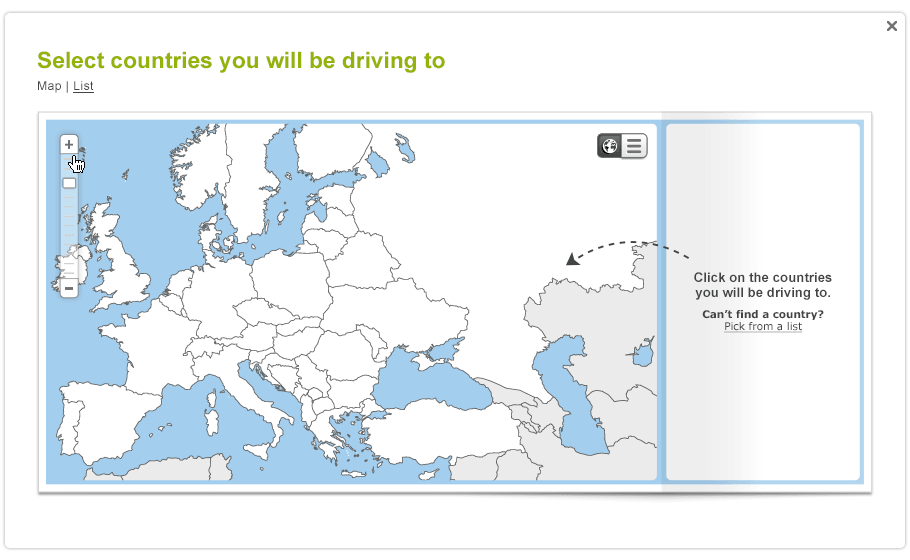 Select countries you will be driving to
Map | List
Click on the countries
you will be driving to.
Can't find a country?
Pick from a list